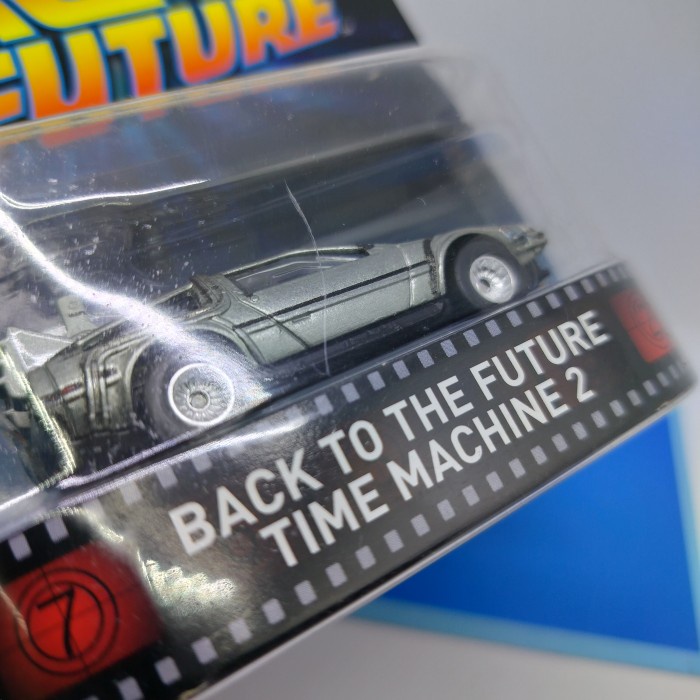 FUTURE
BACK TO THE FUTURE
TIME MACHINE 2
7